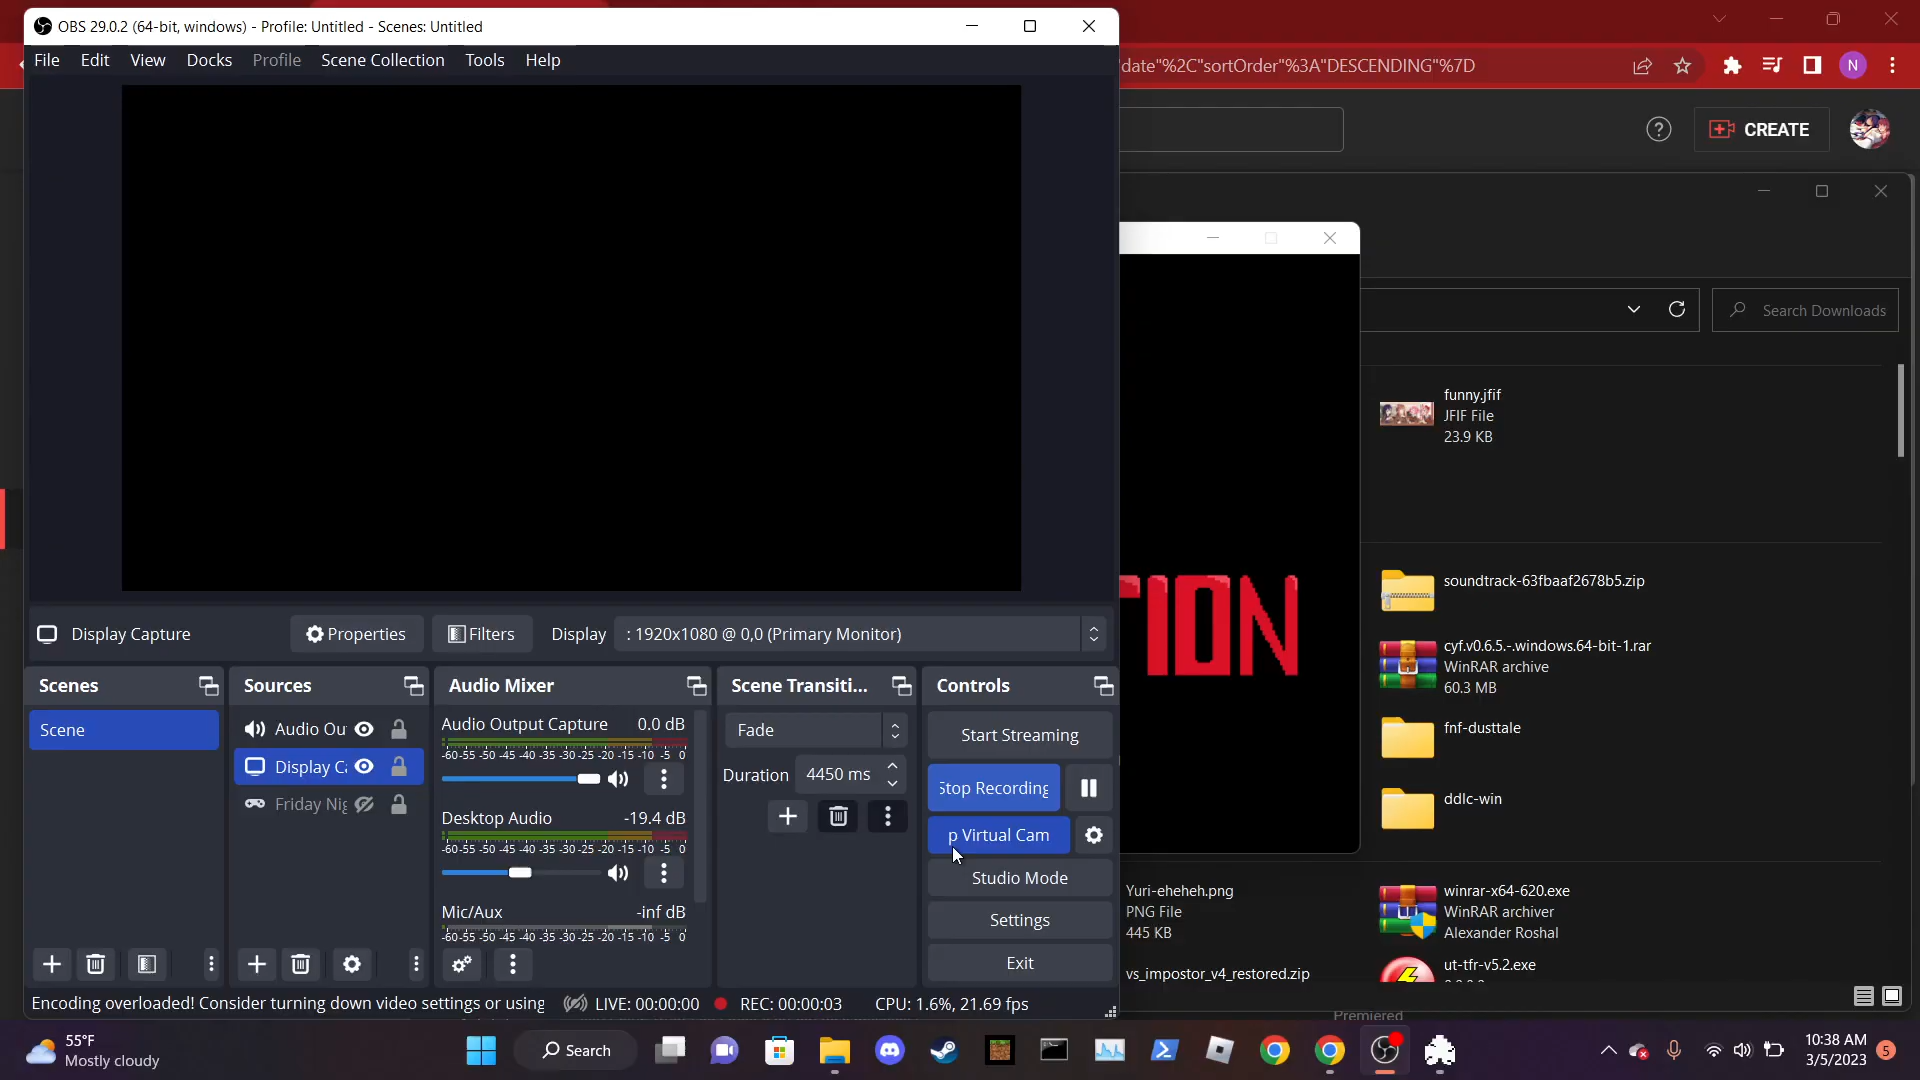 OBS 29.0.2 (64-bit, windows) - Profile: Untitled - Scenes: Untitled
File Edit View Docks Profile Scene Collection Tools Help
"date"%2C"sortOrder"%3A"DESCENDING"%7D
N
CREATE
Search Downloads
funny.jfif
JFIF File
23.9 KB
TION
soundtrack-63fbaaf2678b5.zip
cyf.v0.6.5.-.windows.64-bit-1.rar
WinRAR archive
60.3 MB
fnf-dusttale
ddlc-win
Yuri-eheheh.png
PNG File
445 KB
winrar-x64-620.exe
WinRAR archiver
Alexander Roshal
vs_impostor_v4_restored.zip
ut-tfr-v5.2.exe
Premiered
Display Capture
Properties
Filters
Display
: 1920x1080 @ 0,0 (Primary Monitor)
Scenes
Scene
Sources
Audio Ou
Display Ca
Friday Nig
Audio Mixer
Audio Output Capture 0.0 dB
-60 -55 -50 -45 -40 -35 -30 -25 -20 -15 -10 -5 0
Desktop Audio -19.4 dB
-60 -55 -50 -45 -40 -35 -30 -25 -20 -15 -10 -5 0
Mic/Aux -inf dB
-60 -55 -50 -45 -40 -35 -30 -25 -20 -15 -10 -5 0
Scene Transiti...
Fade
Duration 4450 ms
Controls
Start Streaming
Stop Recording
p Virtual Cam
Studio Mode
Settings
Exit
Encoding overloaded! Consider turning down video settings or using LIVE: 00:00:00 REC: 00:00:03 CPU: 1.6%, 21.69 fps
55°F
Mostly cloudy
Search
10:38 AM
3/5/2023
5